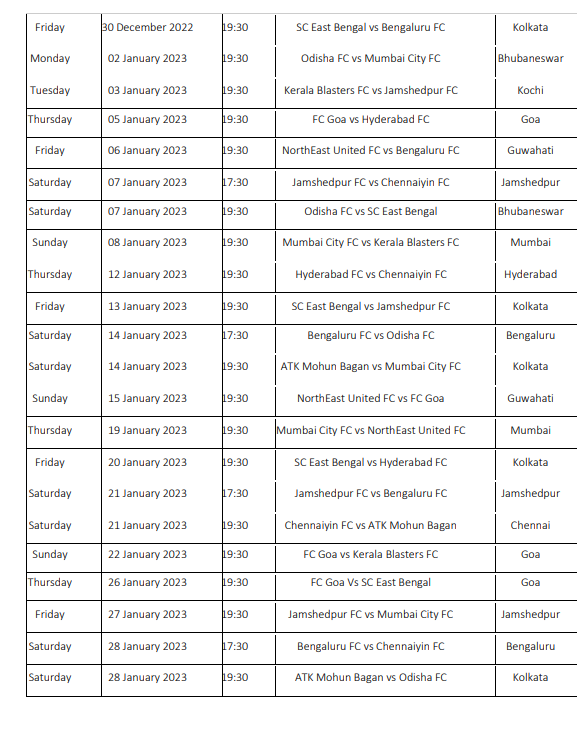 Friday 30 December 2022 19:30 SC East Bengal vs Bengaluru FC Kolkata
Monday 02 January 2023 19:30 Odisha FC vs Mumbai City FC Bhubaneswar
Tuesday 03 January 2023 19:30 Kerala Blasters FC vs Jamshedpur FC Kochi
Thursday 05 January 2023 19:30 FC Goa vs Hyderabad FC Goa
Friday 06 January 2023 19:30 NorthEast United FC vs Bengaluru FC Guwahati
Saturday 07 January 2023 17:30 Jamshedpur FC vs Chennaiyin FC Jamshedpur
Saturday 07 January 2023 19:30 Odisha FC vs SC East Bengal Bhubaneswar
Sunday 08 January 2023 19:30 Mumbai City FC vs Kerala Blasters FC Mumbai
Thursday 12 January 2023 19:30 Hyderabad FC vs Chennaiyin FC Hyderabad
Friday 13 January 2023 19:30 SC East Bengal vs Jamshedpur FC Kolkata
Saturday 14 January 2023 17:30 Bengaluru FC vs Odisha FC Bengaluru
Saturday 14 January 2023 19:30 ATK Mohun Bagan vs Mumbai City FC Kolkata
Sunday 15 January 2023 19:30 NorthEast United FC vs FC Goa Guwahati
Thursday 19 January 2023 19:30 Mumbai City FC vs NorthEast United FC Mumbai
Friday 20 January 2023 19:30 SC East Bengal vs Hyderabad FC Kolkata
Saturday 21 January 2023 17:30 Jamshedpur FC vs Bengaluru FC Jamshedpur
Saturday 21 January 2023 19:30 Chennaiyin FC vs ATK Mohun Bagan Chennai
Sunday 22 January 2023 19:30 FC Goa vs Kerala Blasters FC Goa
Thursday 26 January 2023 19:30 FC Goa Vs SC East Bengal Goa
Friday 27 January 2023 19:30 Jamshedpur FC vs Mumbai City FC Jamshedpur
Saturday 28 January 2023 17:30 Bengaluru FC vs Chennaiyin FC Bengaluru
Saturday 28 January 2023 19:30 ATK Mohun Bagan vs Odisha FC Kolkata